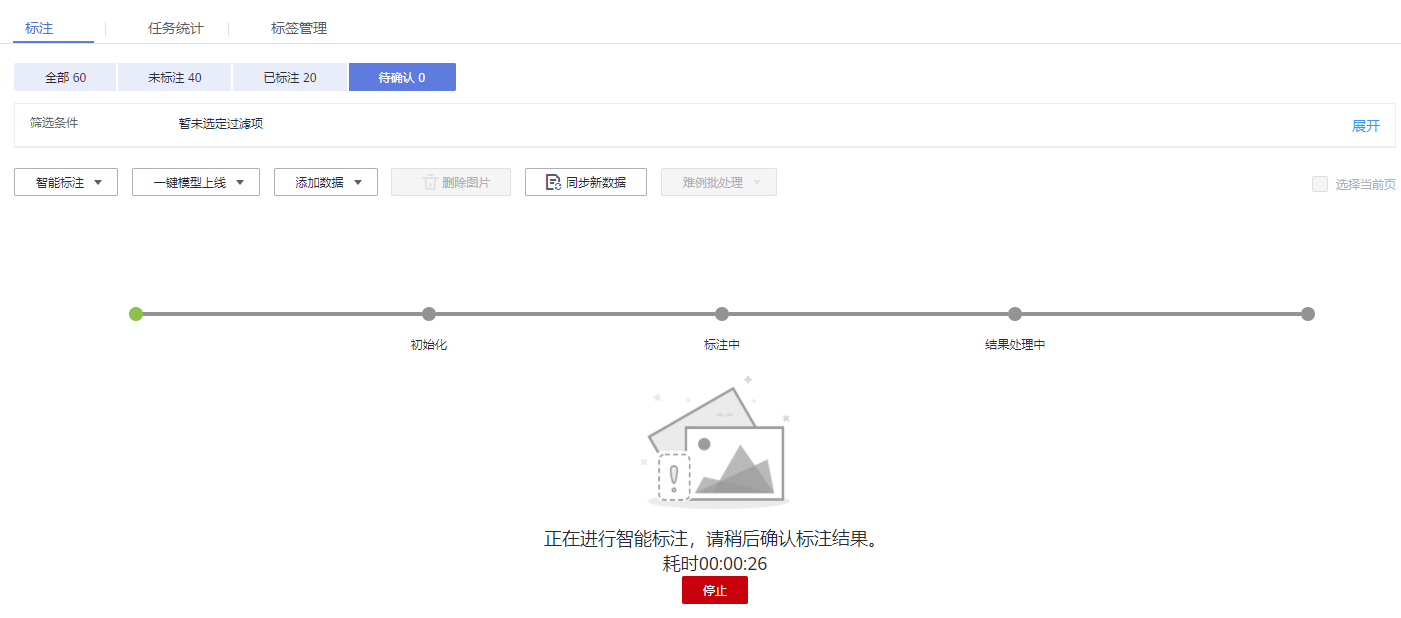 标注 任务统计 标签管理
全部 60 未标注 40 已标注 20 待确认 0
筛选条件 暂未选定过滤项 展开
智能标注 一键模型上线 添加数据 删除图片 同步新数据 难例批处理 选择当前页
初始化 标注中 结果处理中
正在进行智能标注，请稍后确认标注结果。
耗时00:00:26
停止